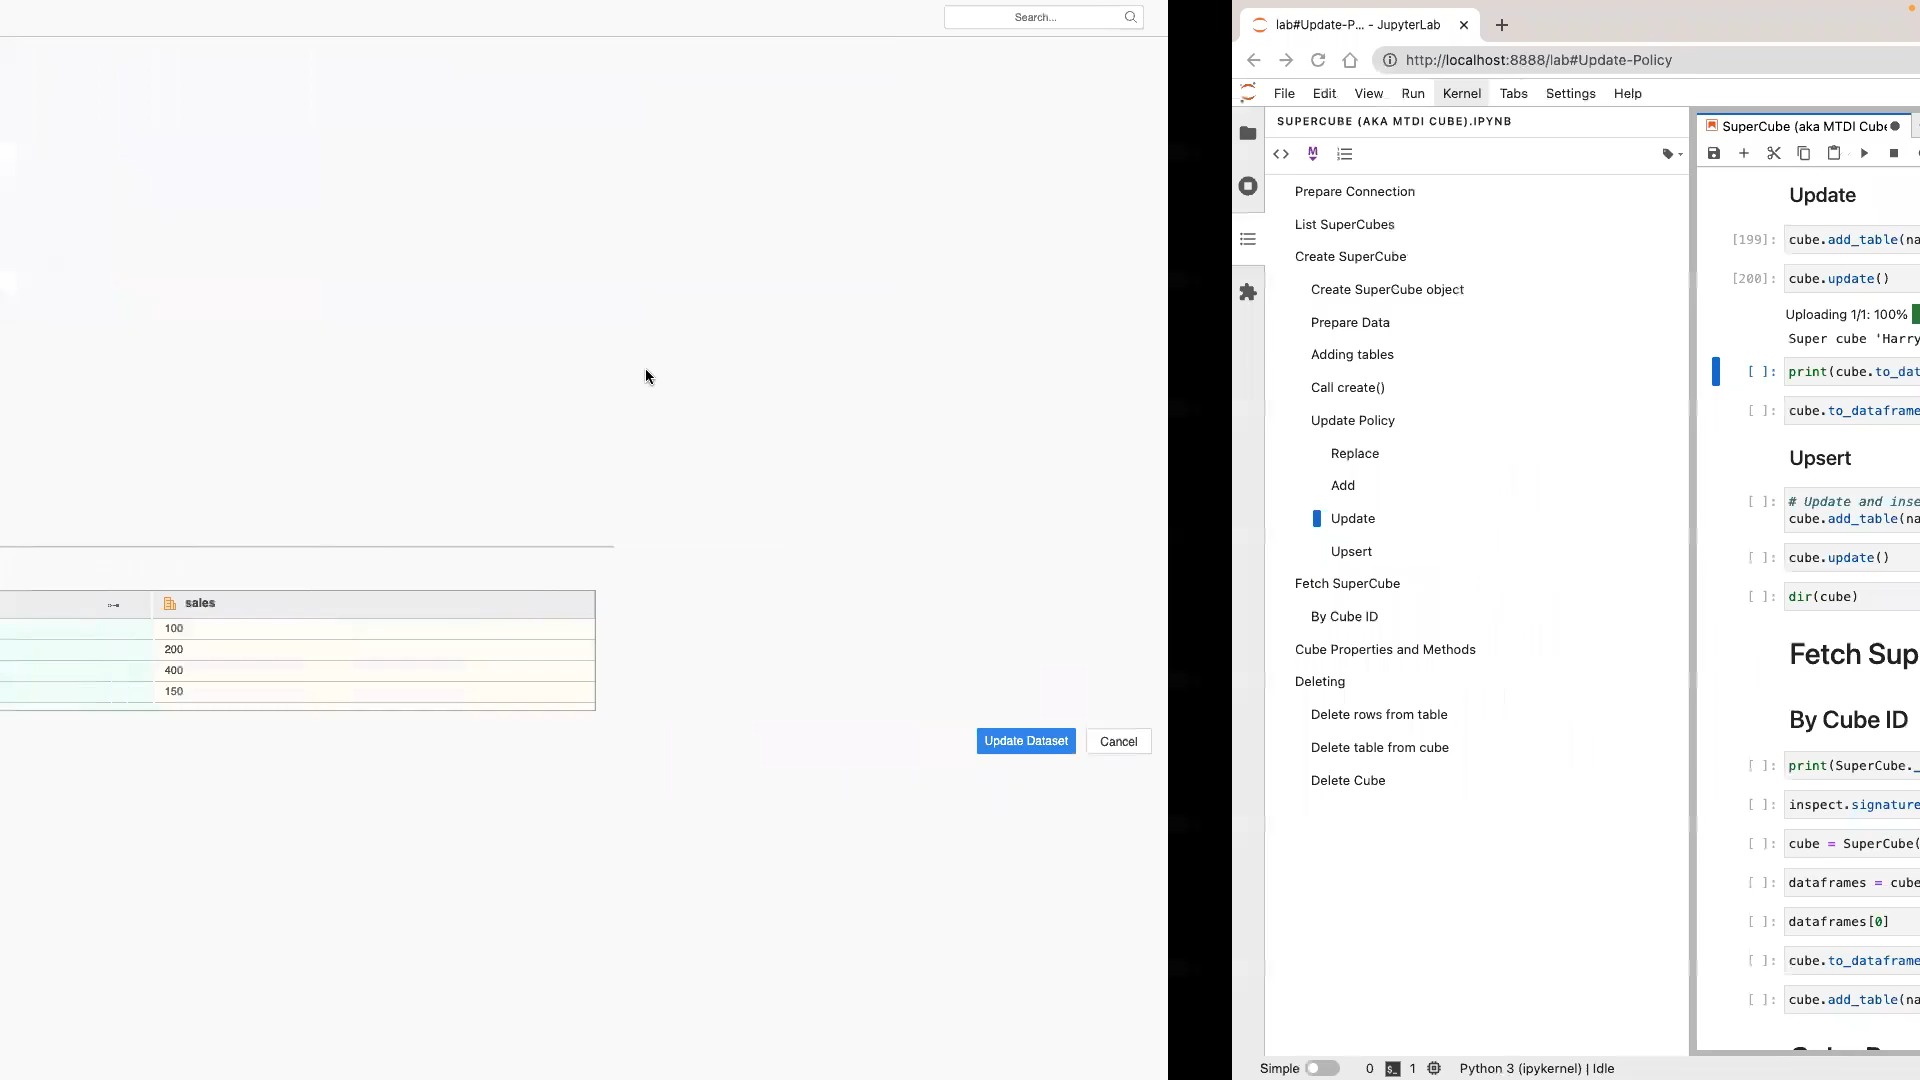 Search...
sales
100
200
400
150
Update Dataset
Cancel
lab#Update-P... - JupyterLab
http://localhost:8888/lab#Update-Policy
File Edit View Run Kernel Tabs Settings Help
SUPERCUBE (AKA MTDI CUBE).IPYNB
Prepare Connection
List SuperCubes
Create SuperCube
Create SuperCube object
Prepare Data
Adding tables
Call create()
Update Policy
Replace
Add
Update
Upsert
Fetch SuperCube
By Cube ID
Cube Properties and Methods
Deleting
Delete rows from table
Delete table from cube
Delete Cube
SuperCube (aka MTDI Cube
Update
[199]: cube.add_table(na
[200]: cube.update()
Uploading 1/1: 100%
Super cube 'Harry
[ ]: print(cube.to_dat
[ ]: cube.to_dataframe
Upsert
[ ]: # Update and inse
cube.add_table(na
[ ]: cube.update()
[ ]: dir(cube)
Fetch Sup
By Cube ID
[ ]: print(SuperCube._
[ ]: inspect.signature
[ ]: cube = SuperCube(
[ ]: dataframes = cube
[ ]: dataframes[0]
[ ]: cube.to_dataframe
[ ]: cube.add_table(na
Simple 0 1 Python 3 (ipykernel) | Idle